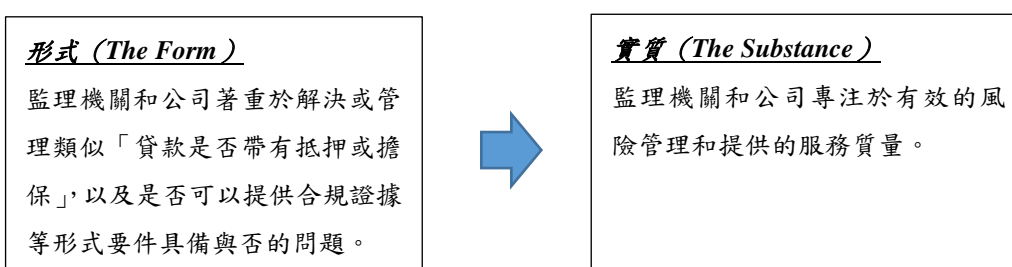 形式（The Form）
監理機關和公司著重於解決或管
理類似「貸款是否帶有抵押或擔
保」，以及是否可以提供合規證據
等形式要件具備與否的問題。
實質（The Substance）
監理機關和公司專注於有效的風
險管理和提供的服務質量。